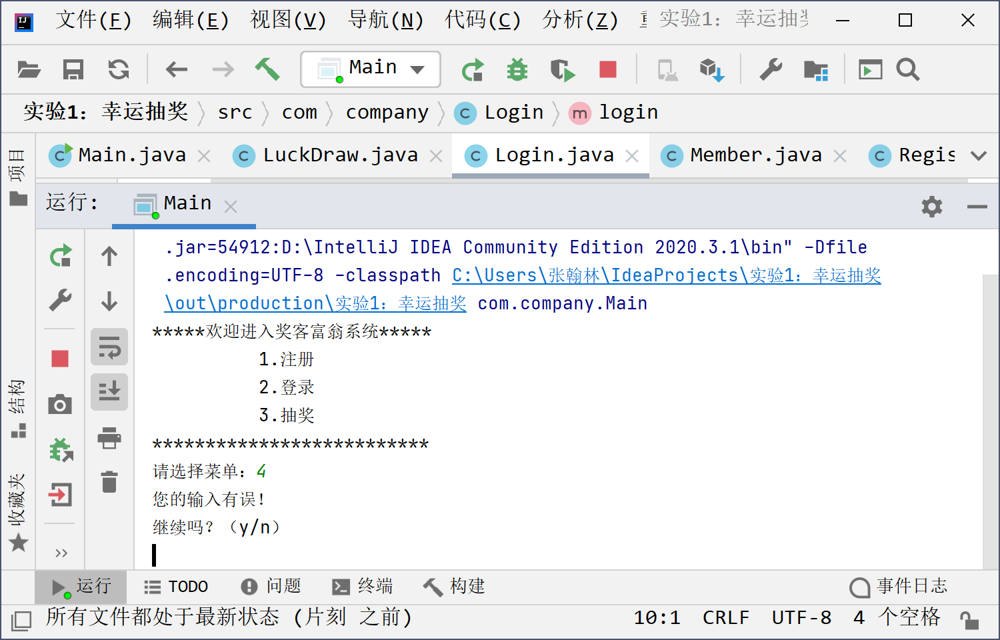 文件(F) 编辑(E) 视图(V) 导航(N) 代码(C) 分析(Z) 实验1：幸运抽奖
Main
实验1：幸运抽奖 src com company Login login
Main.java LuckDraw.java Login.java Member.java Regis
项目
运行： Main
.jar=54912:D:\IntelliJ IDEA Community Edition 2020.3.1\bin" -Dfile
.encoding=UTF-8 -classpath C:\Users\张翰林\IdeaProjects\实验1：幸运抽奖
\out\production\实验1：幸运抽奖 com.company.Main
*****欢迎进入奖客富翁系统*****
1.注册
2.登录
3.抽奖
**************************
请选择菜单：4
您的输入有误！
继续吗？（y/n）
结构
收藏夹
运行 TODO 问题 终端 构建 事件日志
所有文件都处于最新状态 (片刻 之前) 10:1 CRLF UTF-8 4 个空格